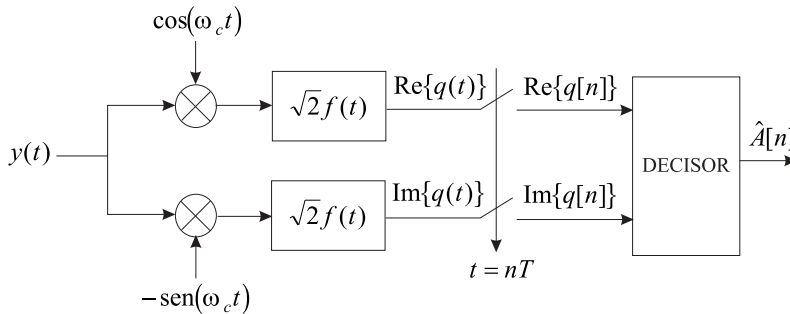 cos(ω_c t)
√2 f(t)
Re{q(t)}
Re{q[n]}
y(t)
DECISOR
Â[n]
√2 f(t)
Im{q(t)}
Im{q[n]}
t = nT
−sen(ω_c t)